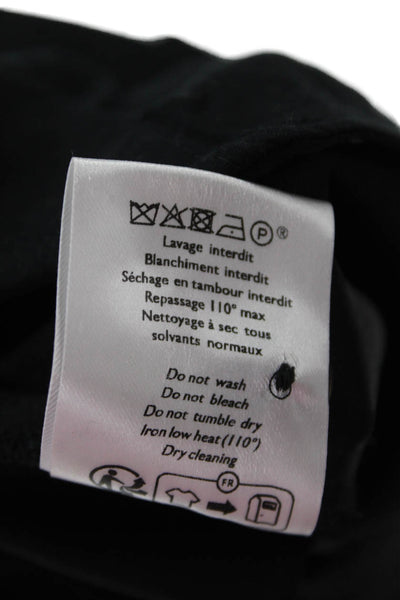 P ®
Lavage interdit
Blanchiment interdit
Séchage en tambour interdit
Repassage 110° max
Nettoyage à sec tous
solvants normaux
Do not wash
Do not bleach
Do not tumble dry
Iron low heat (110°)
Dry cleaning
FR